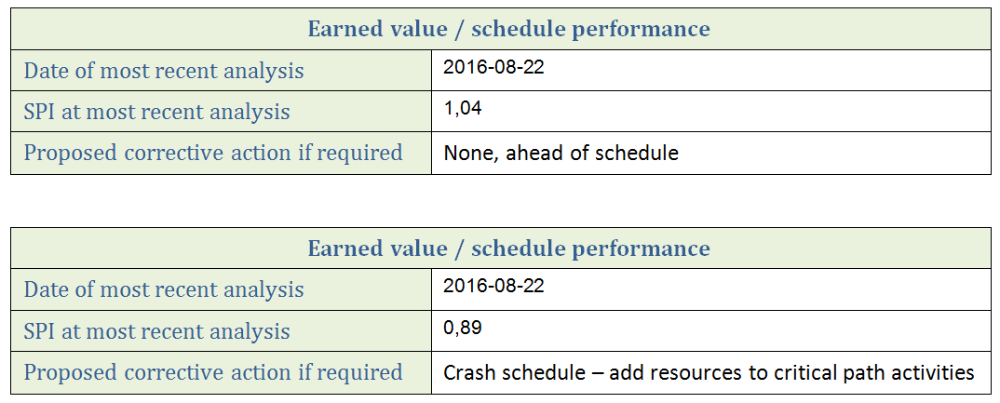 Earned value / schedule performance
Date of most recent analysis 2016-08-22
SPI at most recent analysis 1,04
Proposed corrective action if required None, ahead of schedule
Earned value / schedule performance
Date of most recent analysis 2016-08-22
SPI at most recent analysis 0,89
Proposed corrective action if required Crash schedule – add resources to critical path activities